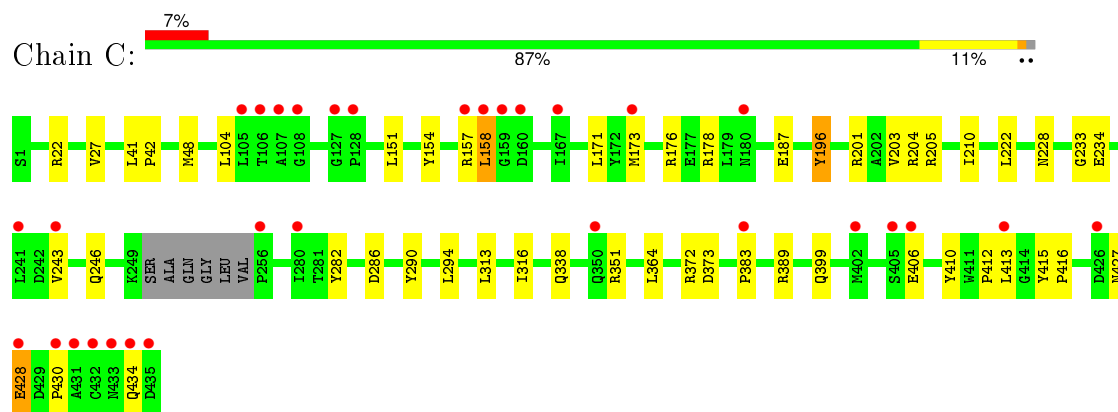 7%
Chain C:
87% 11% ••
S1 R22 V27 L41 P42 M48 L104 L105 T106 A107 G108 G127 P128 L151 Y154 R157 L158 G159 D160 I167 L171 Y172 M173 R176 E177 R178 L179 N180 E187 Y196 R201 A202 V203 R204 R205 I210 L222 N228 G233 E234
L241 D242 V243 Q246 K249 SER ALA GLN GLY LEU VAL P256 I280 T281 Y282 D286 Y290 L294 L313 I316 Q338 Q350 R351 L364 R372 D373 P383 R389 Q399 M402 S405 E406 Y410 W411 P412 L413 G414 Y415 P416 D426 N427
E428 D429 P430 A431 C432 N433 Q434 D435